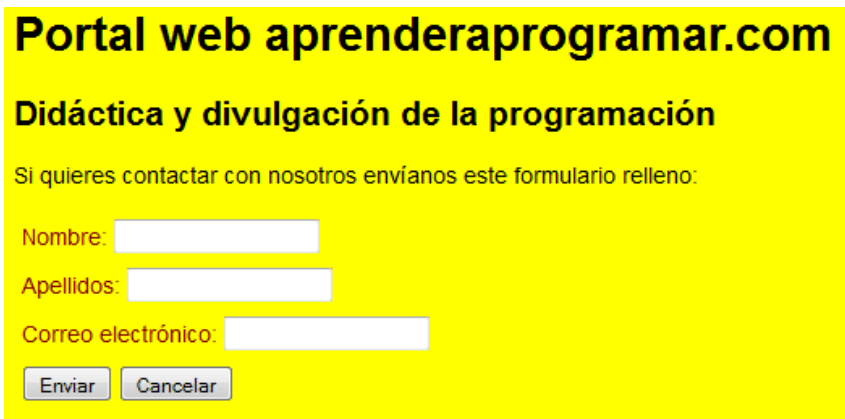 Portal web aprenderaprogramar.com
Didáctica y divulgación de la programación
Si quieres contactar con nosotros envíanos este formulario relleno:
Nombre:
Apellidos:
Correo electrónico:
Enviar Cancelar